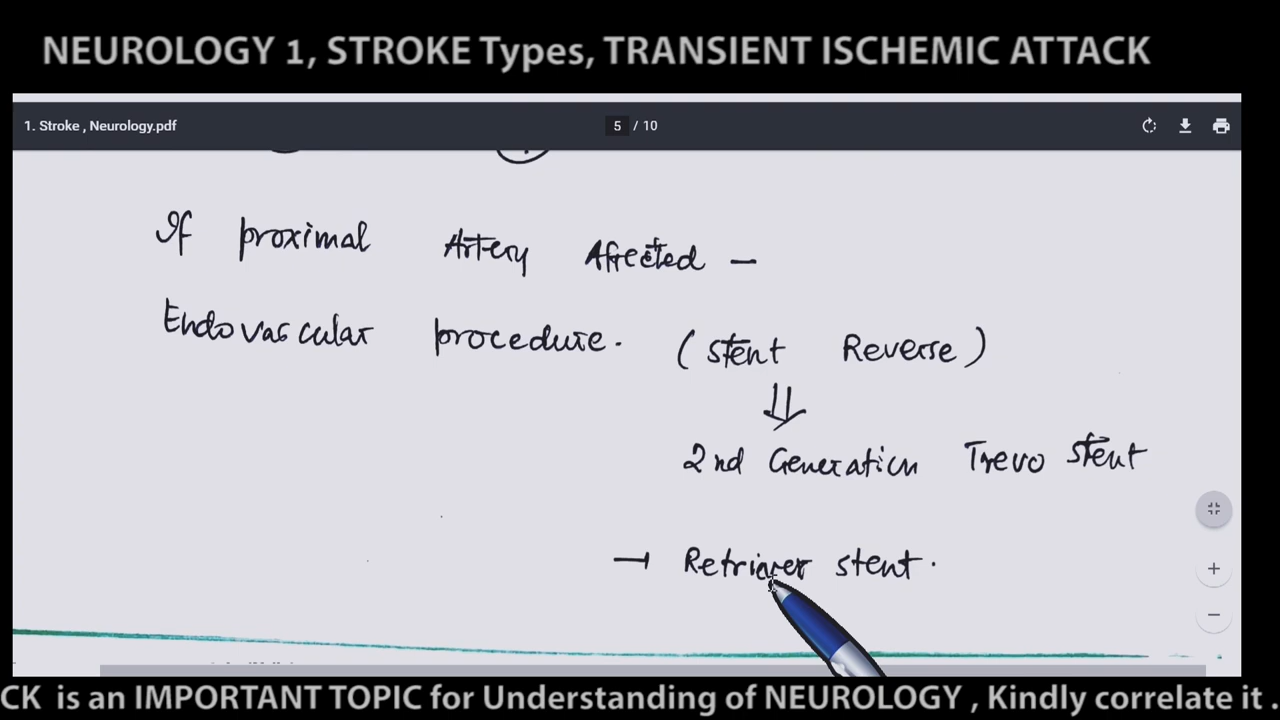 NEUROLOGY 1, STROKE Types, TRANSIENT ISCHEMIC ATTACK
1. Stroke , Neurology.pdf 5 / 10
If proximal Artery Affected -
Endovascular procedure. (stent Reverse)
2nd Generation Trevo stent
Retriever stent.
CK is an IMPORTANT TOPIC for Understanding of NEUROLOGY , Kindly correlate it .